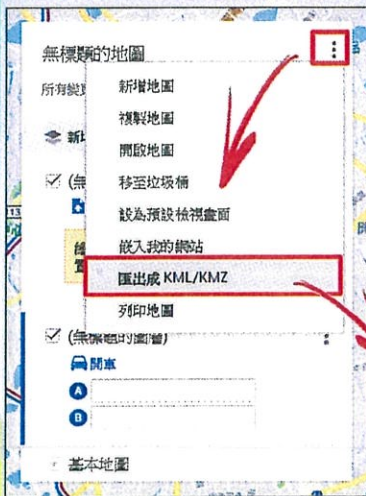 無標題的地圖
所有變
新增地圖
複製地圖
新
開啟地圖
(無
移至垃圾桶
設為預設檢視畫面
嵌入我的網站
匯出成 KML/KMZ
列印地圖
(無標題的圖層)
開車
A
B
基本地圖